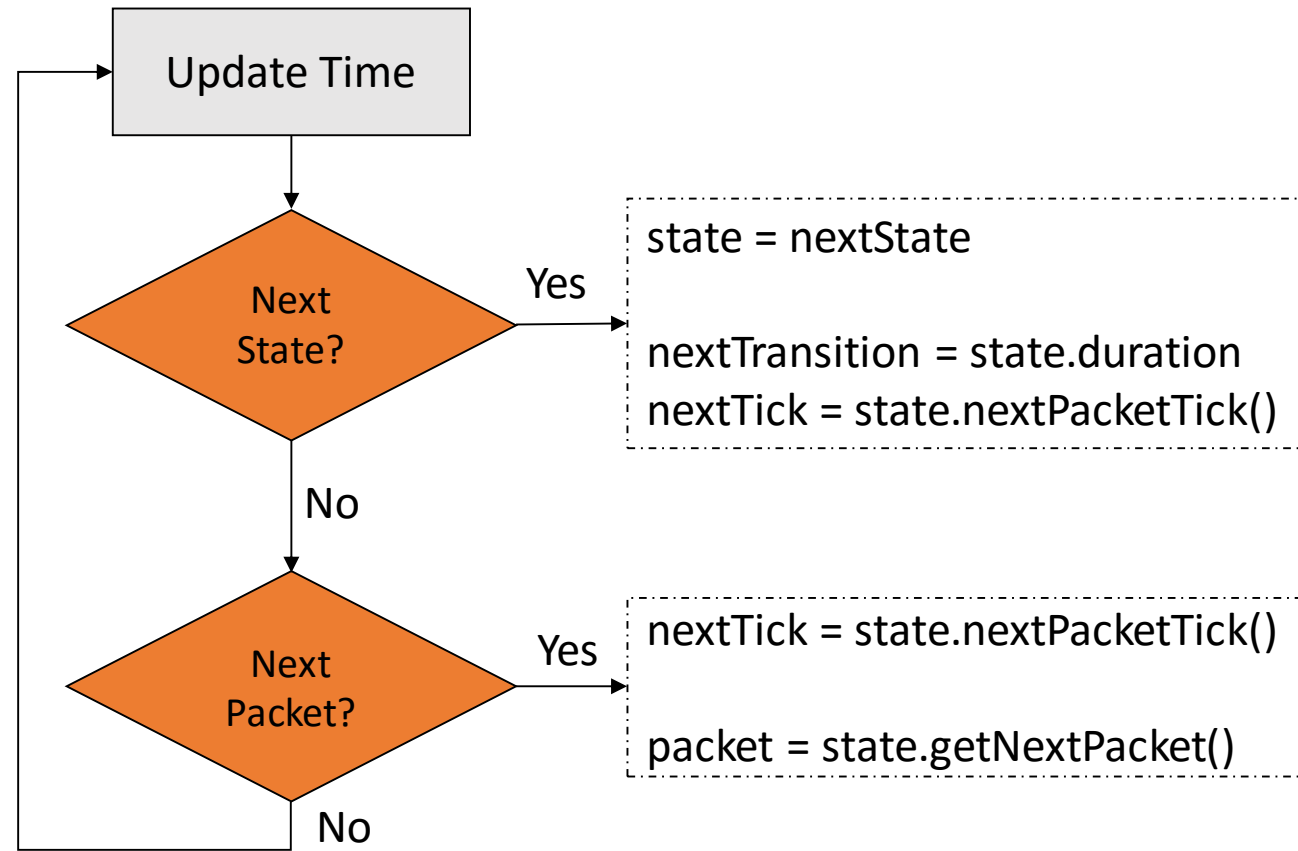 Update Time
Next
State?
Yes
state = nextState
nextTransition = state.duration
nextTick = state.nextPacketTick()
No
Next
Packet?
Yes
nextTick = state.nextPacketTick()
packet = state.getNextPacket()
No